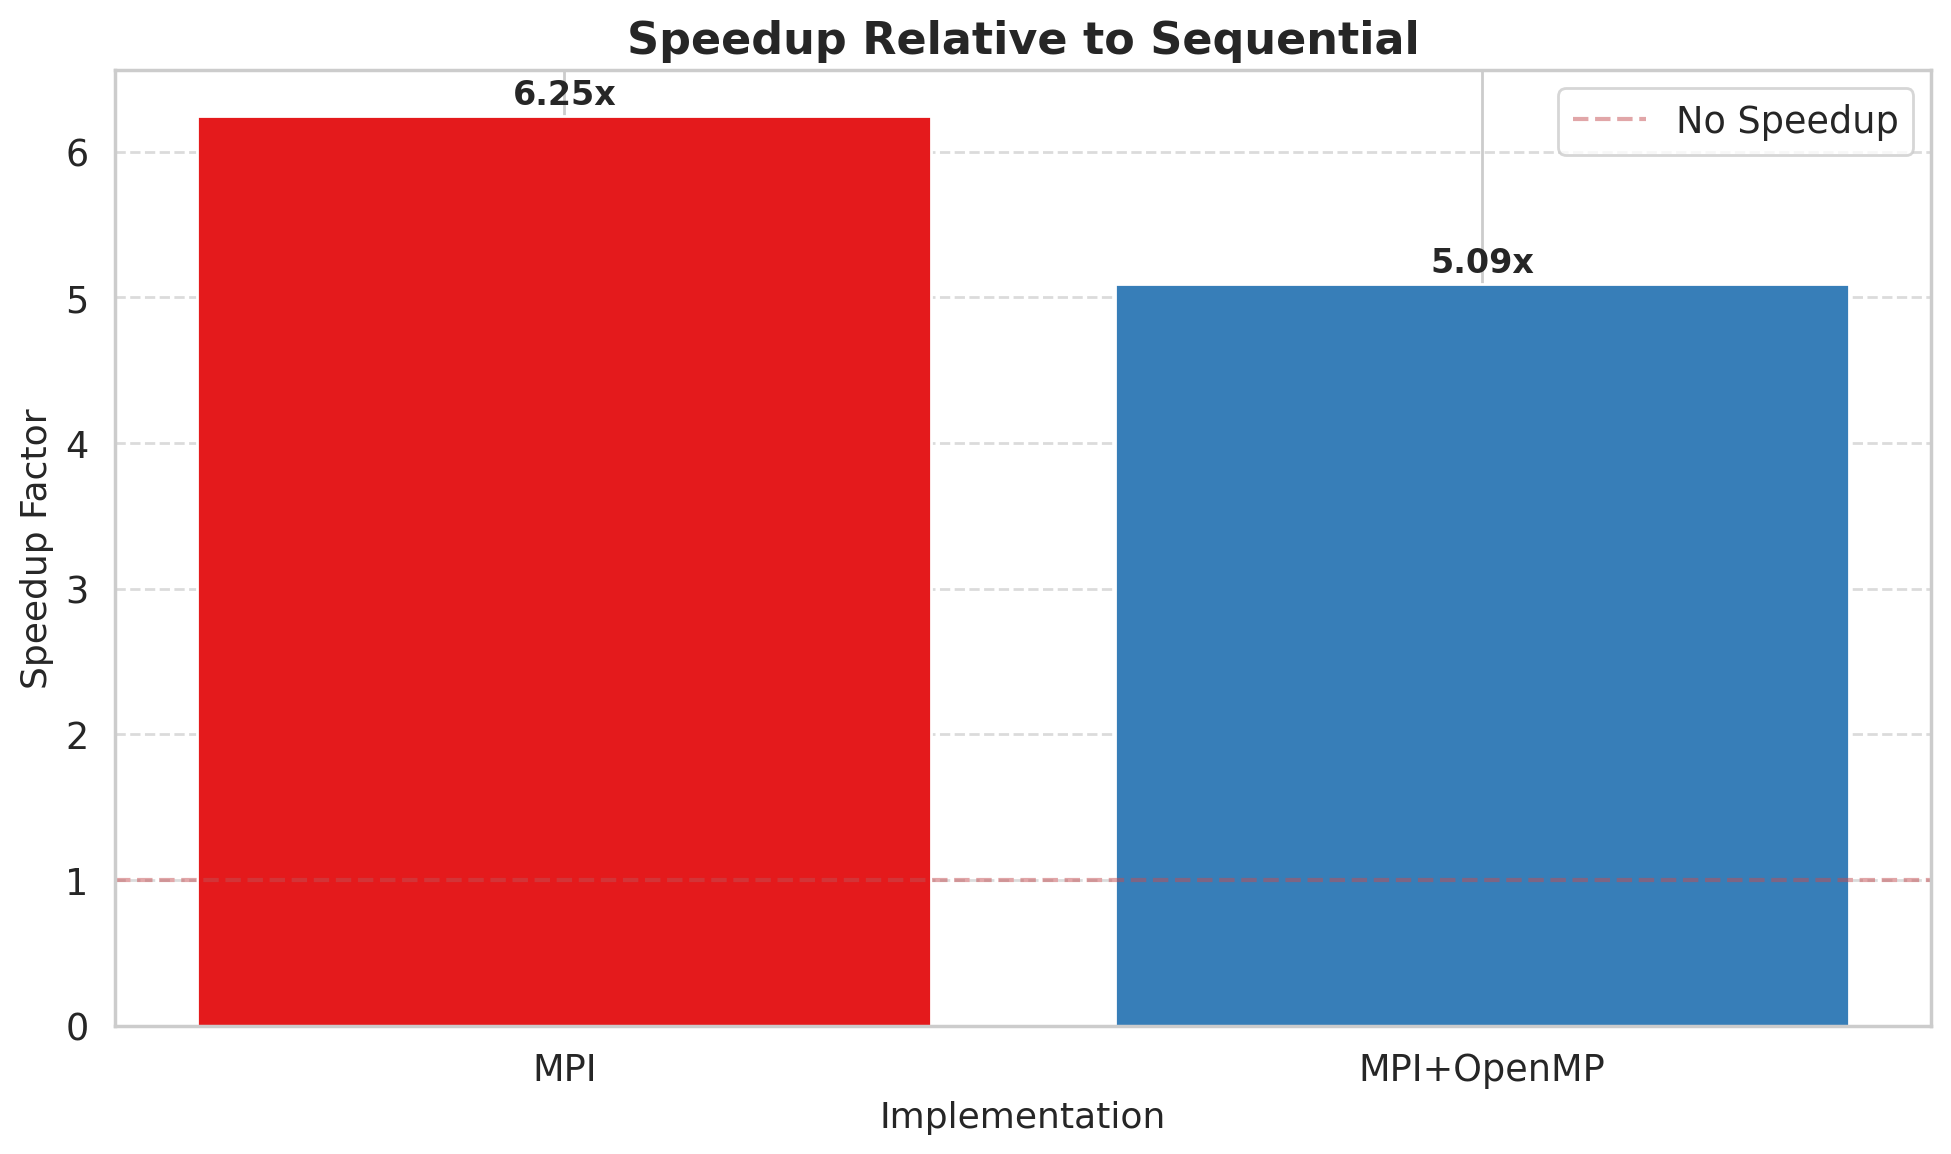 Speedup Relative to Sequential
6.25x
No Speedup
5.09x
6
5
4
3
2
1
0
Speedup Factor
MPI
MPI+OpenMP
Implementation